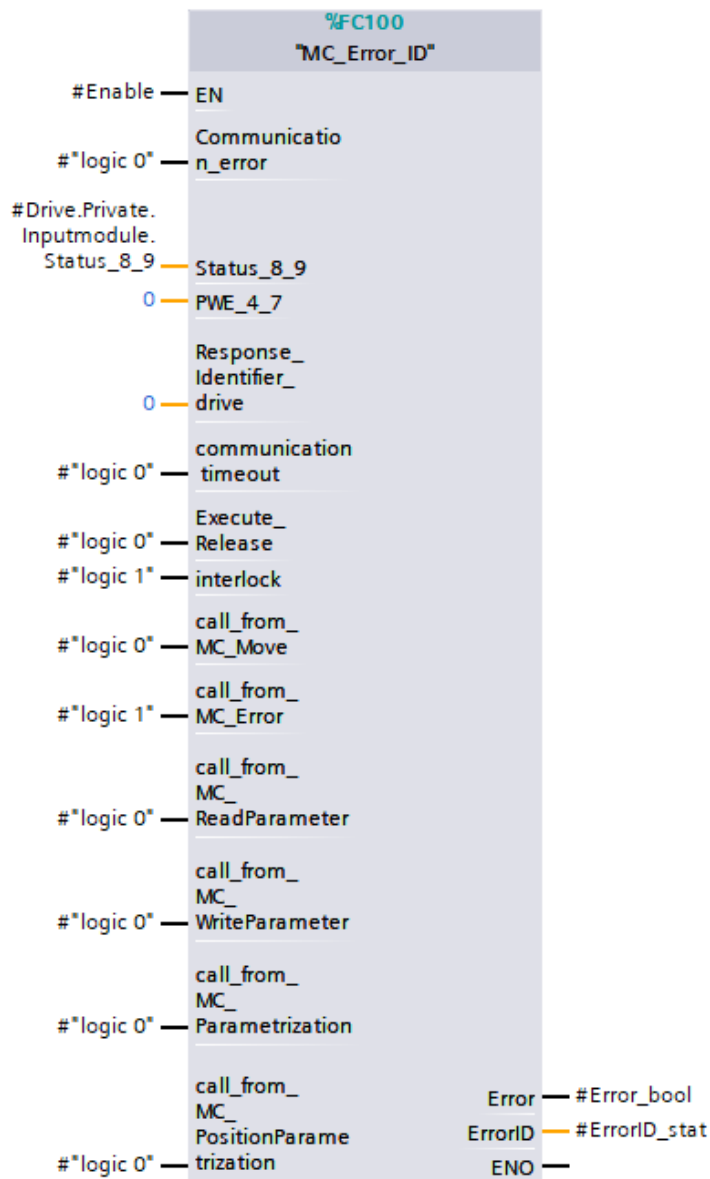 %FC100
"MC_Error_ID"
#Enable EN
Communicatio
#"logic 0" n_error
#Drive.Private.
Inputmodule.
Status_8_9 Status_8_9
0 PWE_4_7
Response_
Identifier_
0 drive
communication
#"logic 0" timeout
Execute_
#"logic 0" Release
#"logic 1" interlock
call_from_
#"logic 0" MC_Move
call_from_
#"logic 1" MC_Error
call_from_
MC_
#"logic 0" ReadParameter
call_from_
MC_
#"logic 0" WriteParameter
call_from_
MC_
#"logic 0" Parametrization
call_from_
Error #Error_bool
MC_
PositionParame
ErrorID #ErrorID_stat
#"logic 0" trization
ENO